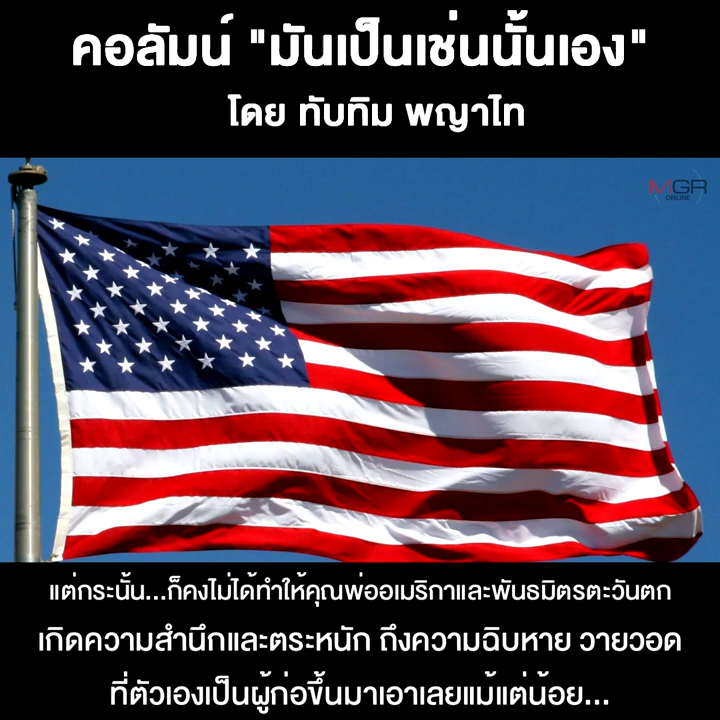 คอลัมน์ "มันเป็นเช่นนั้นเอง"
โดย ทับทิม พญาไท
MGR
ONLINE
แต่กระนั้น...ก็คงไม่ได้ทำให้คุณพ่ออเมริกาและพันธมิตรตะวันตก
เกิดความสำนึกและตระหนัก ถึงความฉิบหาย วายวอด
ที่ตัวเองเป็นผู้ก่อขึ้นมาเอาเลยแม้แต่น้อย...